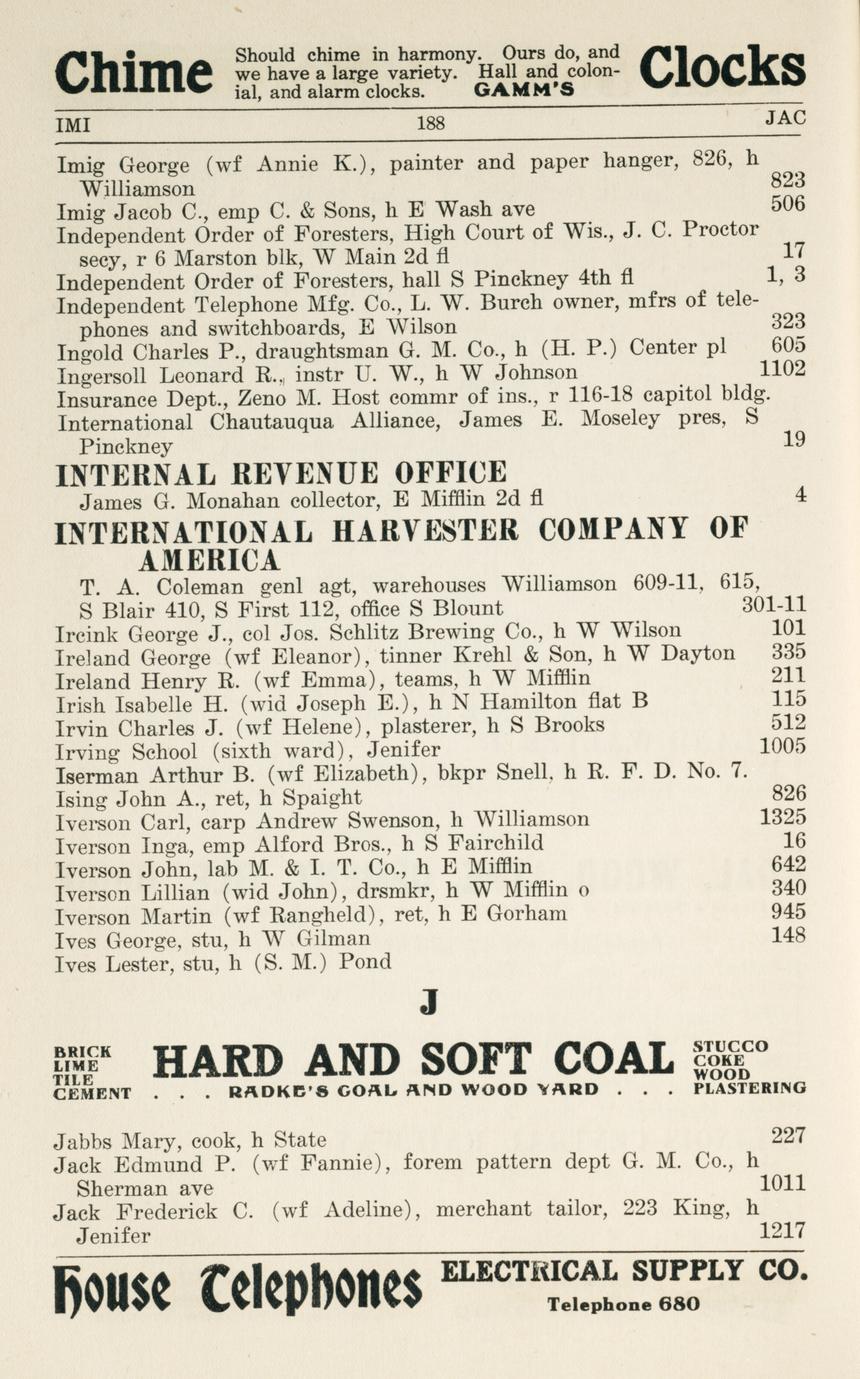 Chime Should chime in harmony. Ours do, and Clocks
we have a large variety. Hall and colon-
ial, and alarm clocks. GAMM'S
IMI 188 JAC
Imig George (wf Annie K.), painter and paper hanger, 826, h
Williamson 823
Imig Jacob C., emp C. & Sons, h E Wash ave 506
Independent Order of Foresters, High Court of Wis., J. C. Proctor
secy, r 6 Marston blk, W Main 2d fl 17
Independent Order of Foresters, hall S Pinckney 4th fl 1, 3
Independent Telephone Mfg. Co., L. W. Burch owner, mfrs of tele-
phones and switchboards, E Wilson 323
Ingold Charles P., draughtsman G. M. Co., h (H. P.) Center pl 605
Ingersoll Leonard R., instr U. W., h W Johnson 1102
Insurance Dept., Zeno M. Host commr of ins., r 116-18 capitol bldg.
International Chautauqua Alliance, James E. Moseley pres, S
Pinckney 19
INTERNAL REVENUE OFFICE
James G. Monahan collector, E Mifflin 2d fl 4
INTERNATIONAL HARVESTER COMPANY OF
AMERICA
T. A. Coleman genl agt, warehouses Williamson 609-11, 615,
S Blair 410, S First 112, office S Blount 301-11
Ircink George J., col Jos. Schlitz Brewing Co., h W Wilson 101
Ireland George (wf Eleanor), tinner Krehl & Son, h W Dayton 335
Ireland Henry R. (wf Emma), teams, h W Mifflin 211
Irish Isabelle H. (wid Joseph E.), h N Hamilton flat B 115
Irvin Charles J. (wf Helene), plasterer, h S Brooks 512
Irving School (sixth ward), Jenifer 1005
Iserman Arthur B. (wf Elizabeth), bkpr Snell, h R. F. D. No. 7.
Ising John A., ret, h Spaight 826
Iverson Carl, carp Andrew Swenson, h Williamson 1325
Iverson Inga, emp Alford Bros., h S Fairchild 16
Iverson John, lab M. & I. T. Co., h E Mifflin 642
Iverson Lillian (wid John), drsmkr, h W Mifflin o 340
Iverson Martin (wf Rangheld), ret, h E Gorham 945
Ives George, stu, h W Gilman 148
Ives Lester, stu, h (S. M.) Pond
J
BRICK
LIME
TILE
CEMENT
HARD AND SOFT COAL
. . . RADKE'S COAL AND WOOD YARD . . .
STUCCO
COKE
WOOD
PLASTERING
Jabbs Mary, cook, h State 227
Jack Edmund P. (wf Fannie), forem pattern dept G. M. Co., h
Sherman ave 1011
Jack Frederick C. (wf Adeline), merchant tailor, 223 King, h
Jenifer 1217
House Telephones ELECTRICAL SUPPLY CO.
Telephone 680